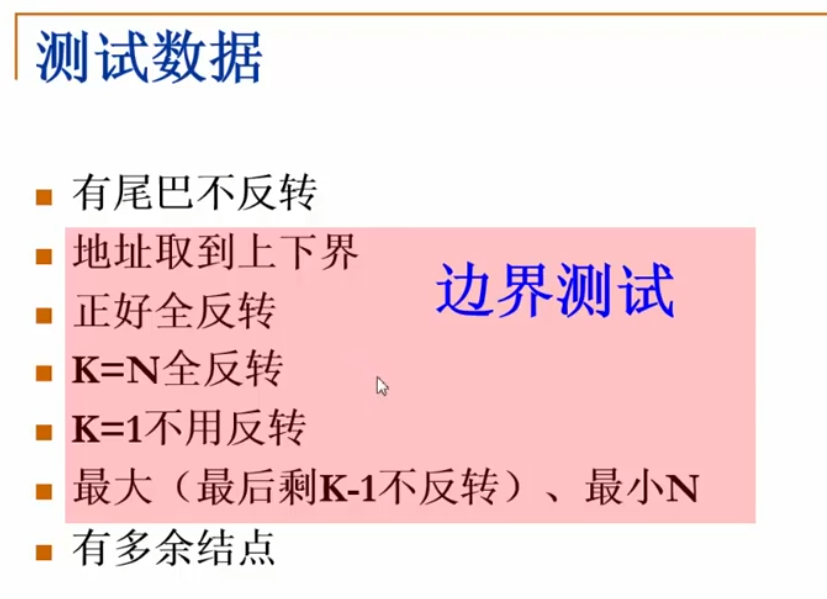 测试数据
有尾巴不反转
地址取到上下界
边界测试
正好全反转
K=N全反转
K=1不用反转
最大（最后剩K-1不反转）、最小N
有多余结点